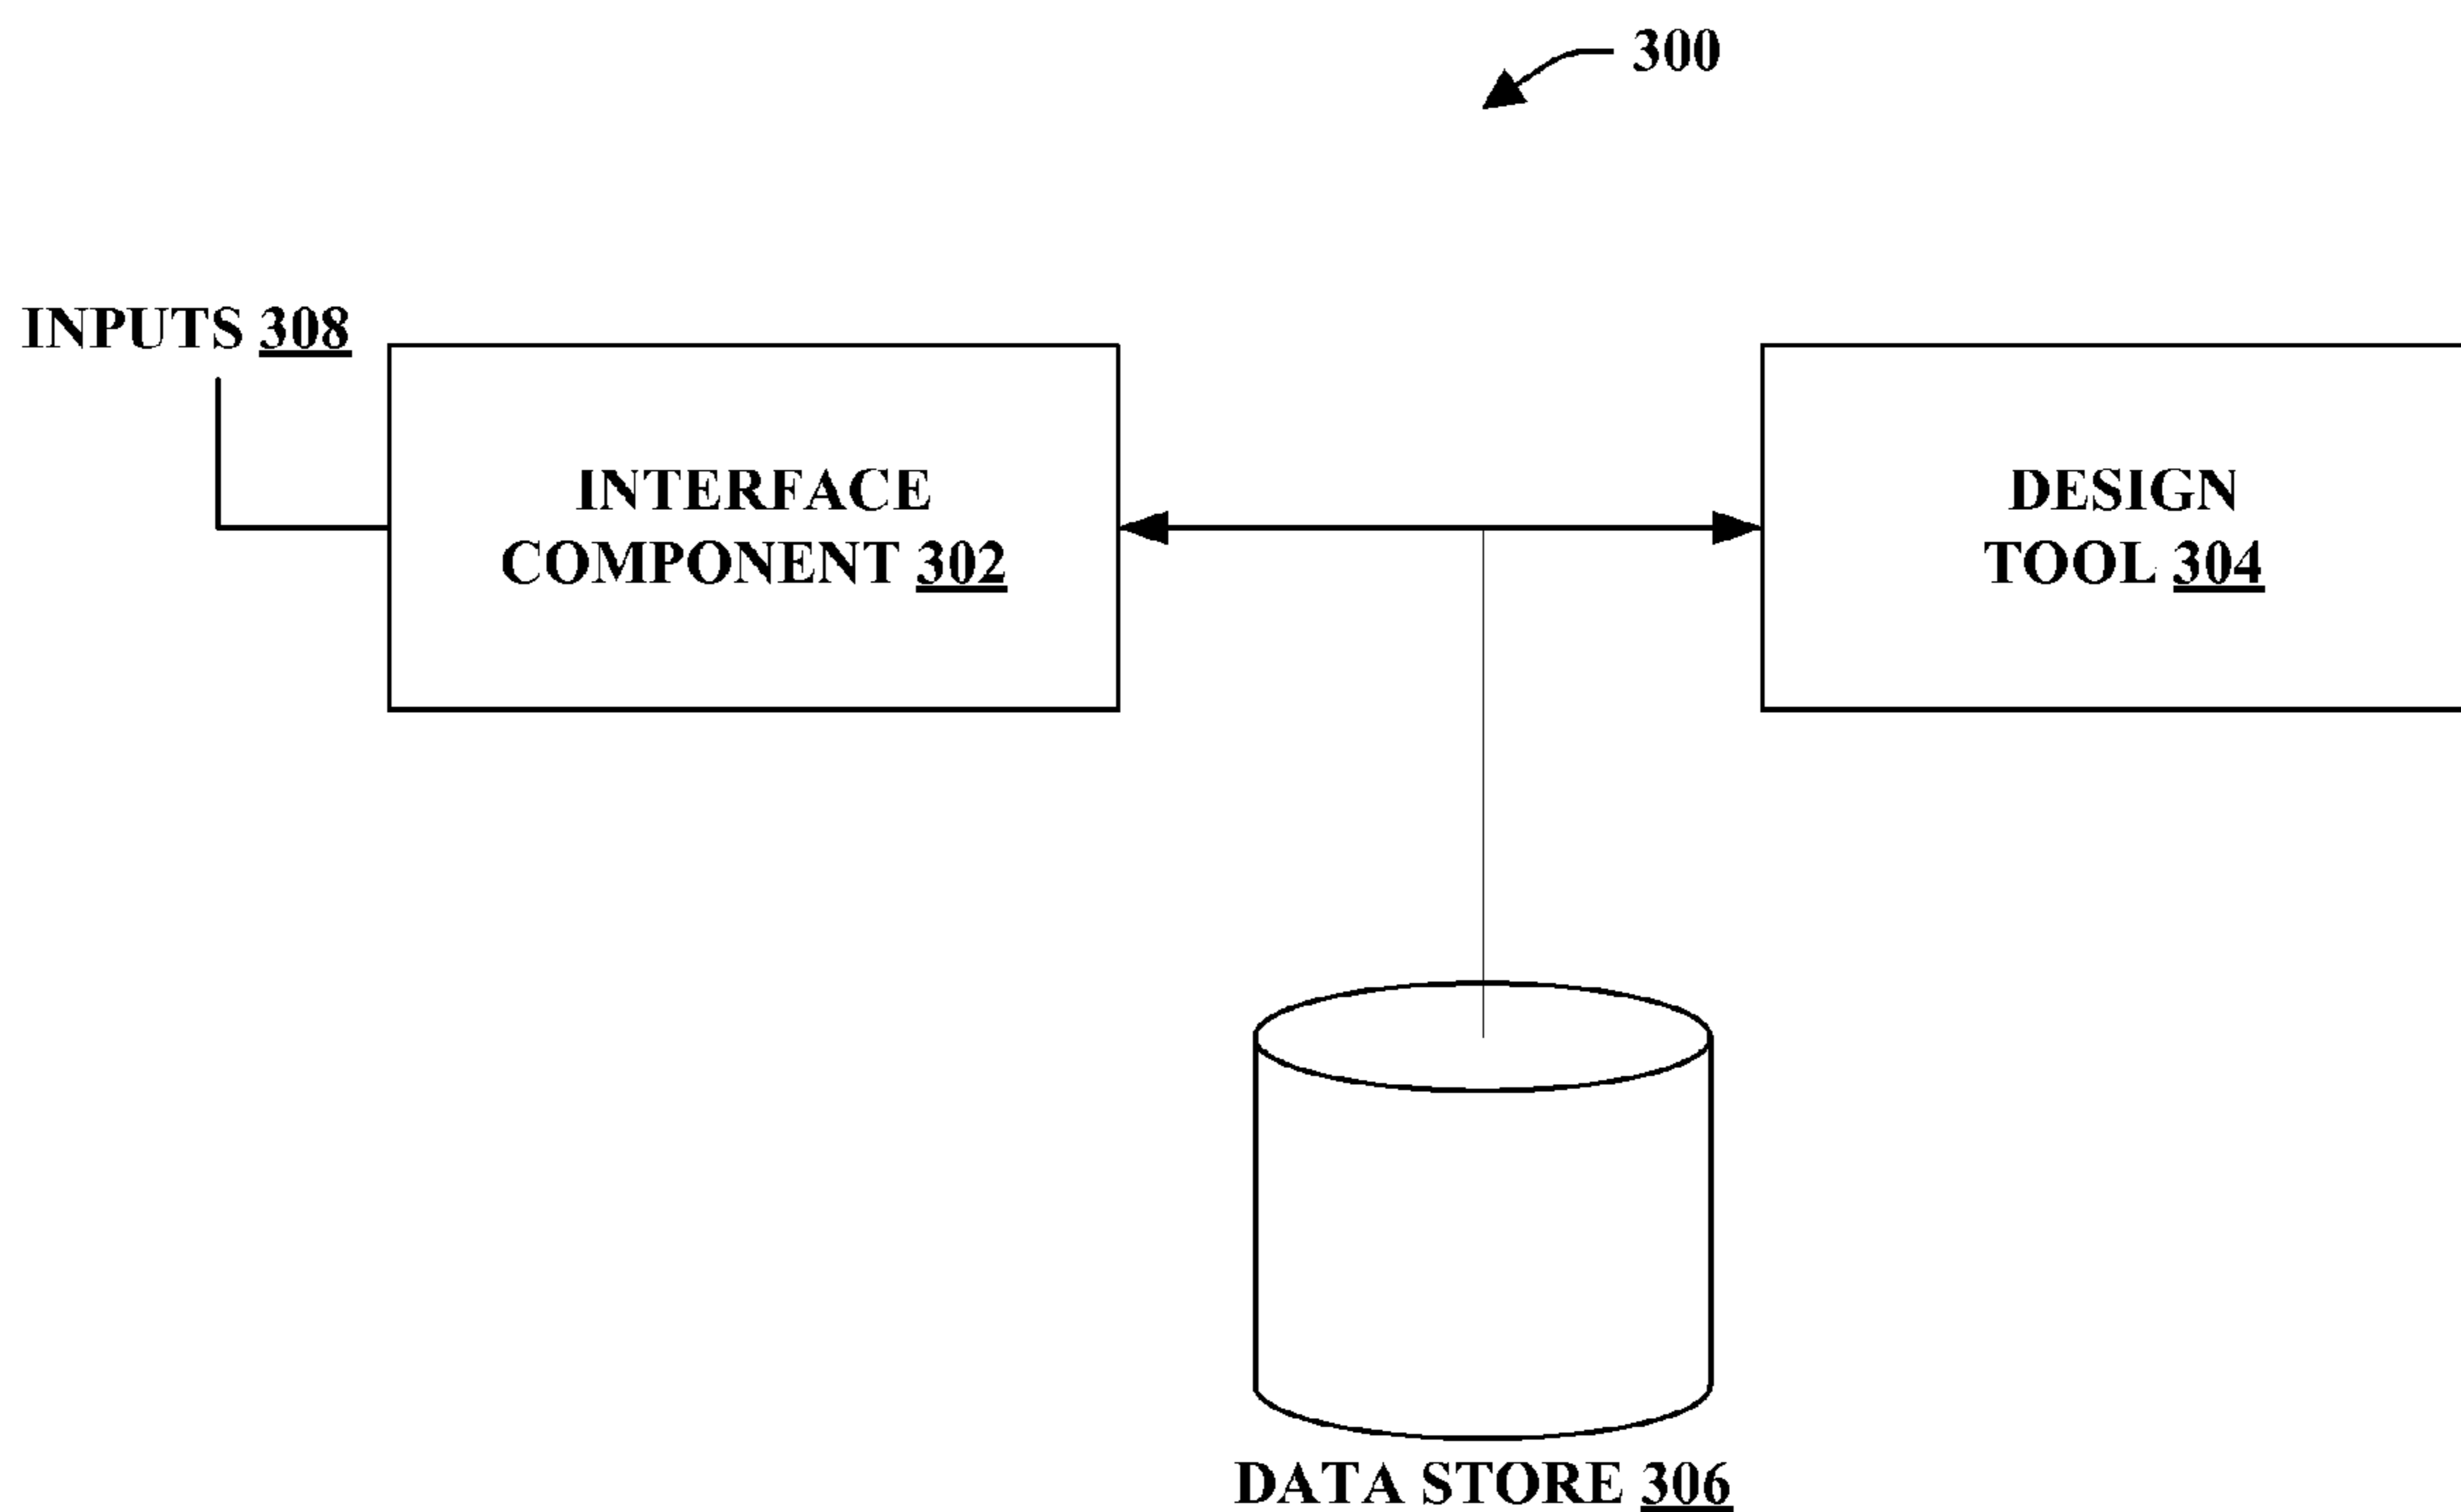 300
INPUTS 308
INTERFACE
COMPONENT 302
DESIGN
TOOL 304
DATA STORE 306